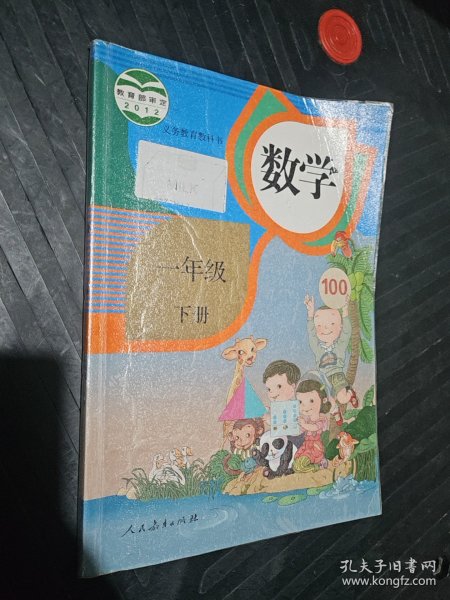 教育部审定
2012
义务教育教科书
数学
一年级
下册
100
人民教育出版社
孔夫子旧书网
www.kongfz.com